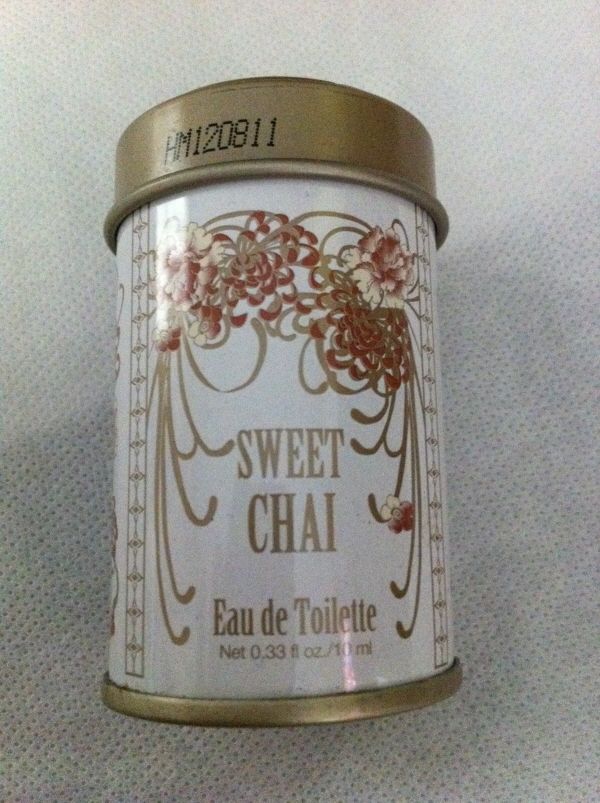 HM120811
SWEET
CHAI
Eau de Toilette
Net 0.33 fl oz./10 ml